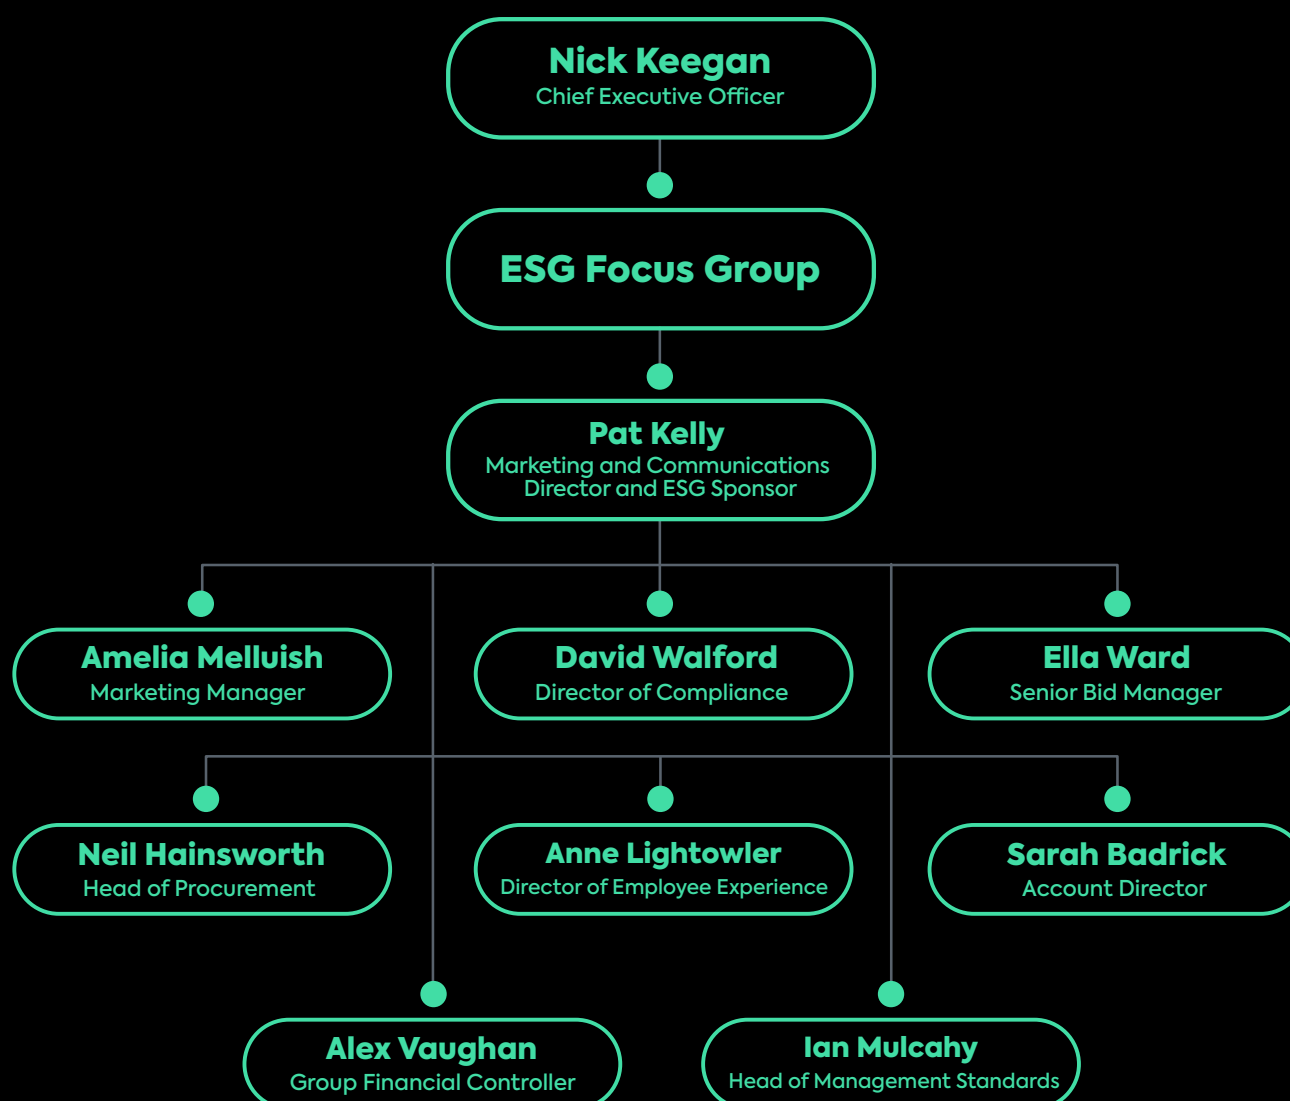 Nick Keegan
Chief Executive Officer
ESG Focus Group
Pat Kelly
Marketing and Communications
Director and ESG Sponsor
Amelia Melluish
Marketing Manager
David Walford
Director of Compliance
Ella Ward
Senior Bid Manager
Neil Hainsworth
Head of Procurement
Anne Lightowler
Director of Employee Experience
Sarah Badrick
Account Director
Alex Vaughan
Group Financial Controller
Ian Mulcahy
Head of Management Standards